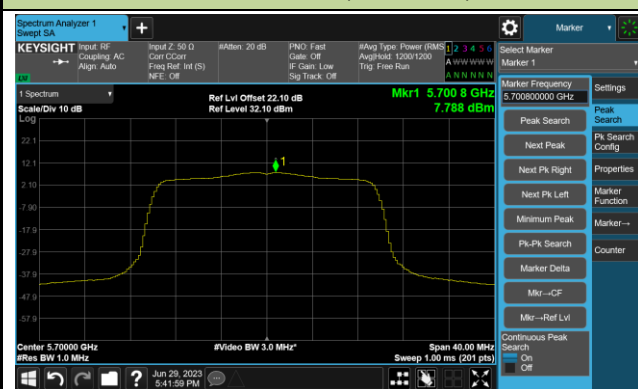 Spectrum Analyzer 1
Swept SA
Marker
KEYSIGHT
Input: RF
Coupling: AC
Align: Auto
Input Z: 50 Ω
Corr CCorr
Freq Ref: Int (S)
NFE: Off
#Atten: 20 dB
PNO: Fast
Gate: Off
IF Gain: Low
Sig Track: Off
#Avg Type: Power (RMS
Avg|Hold: 1200/1200
Trig: Free Run
1 2 3 4 5 6
A W W W W W
A N N N N N
LM
Select Marker
Marker 1
1 Spectrum
Scale/Div 10 dB
Log
Ref Lvl Offset 22.10 dB
Ref Level 32.10 dBm
Mkr1 5.700 8 GHz
7.788 dBm
22.1
12.1
2.10
-7.90
-17.9
-27.9
-37.9
-47.9
-57.9
1
Center 5.70000 GHz
#Res BW 1.0 MHz
#Video BW 3.0 MHz*
Span 40.00 MHz
Sweep 1.00 ms (201 pts)
Marker Frequency
5.700800000 GHz
Peak Search
Next Peak
Next Pk Right
Next Pk Left
Minimum Peak
Pk-Pk Search
Marker Delta
Mkr→CF
Mkr→Ref Lvl
Continuous Peak
Search
On
Off
Settings
Peak
Search
Pk Search
Config
Properties
Marker
Function
Marker→
Counter
Jun 29, 2023
5:41:59 PM